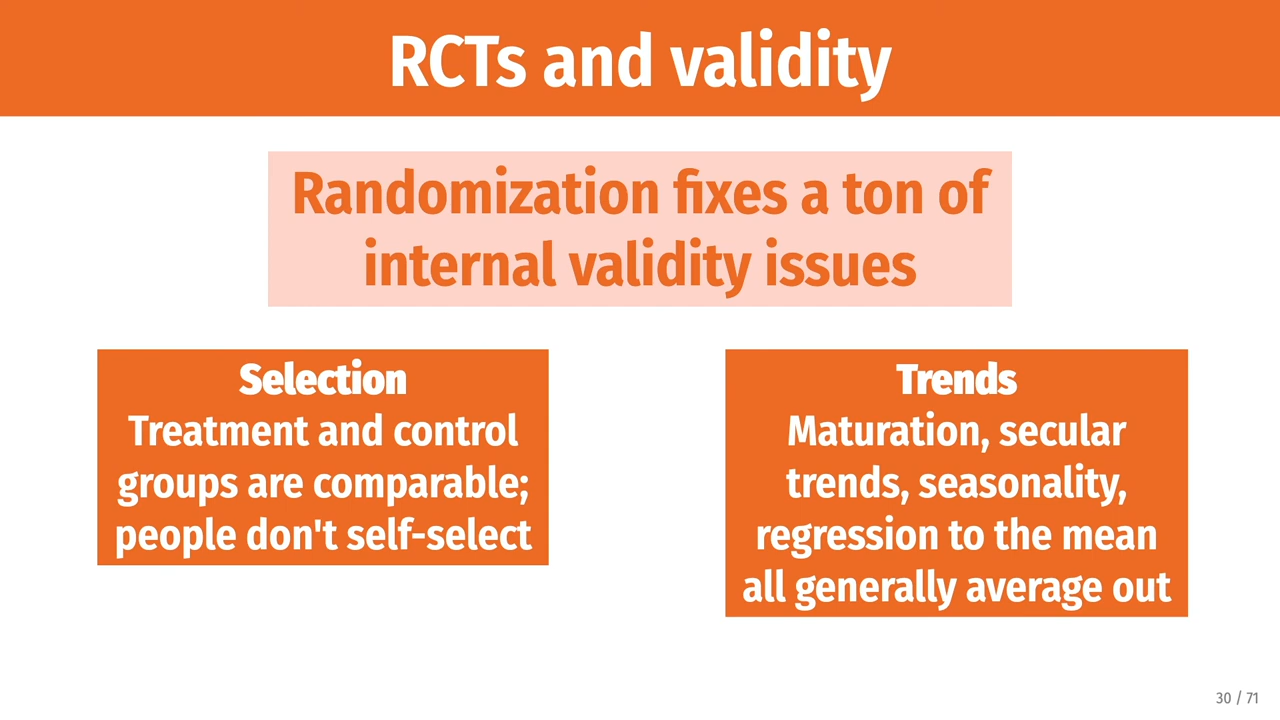 RCTs and validity
Randomization fixes a ton of
internal validity issues
Selection
Treatment and control
groups are comparable;
people don't self-select
Trends
Maturation, secular
trends, seasonality,
regression to the mean
all generally average out
30 / 71